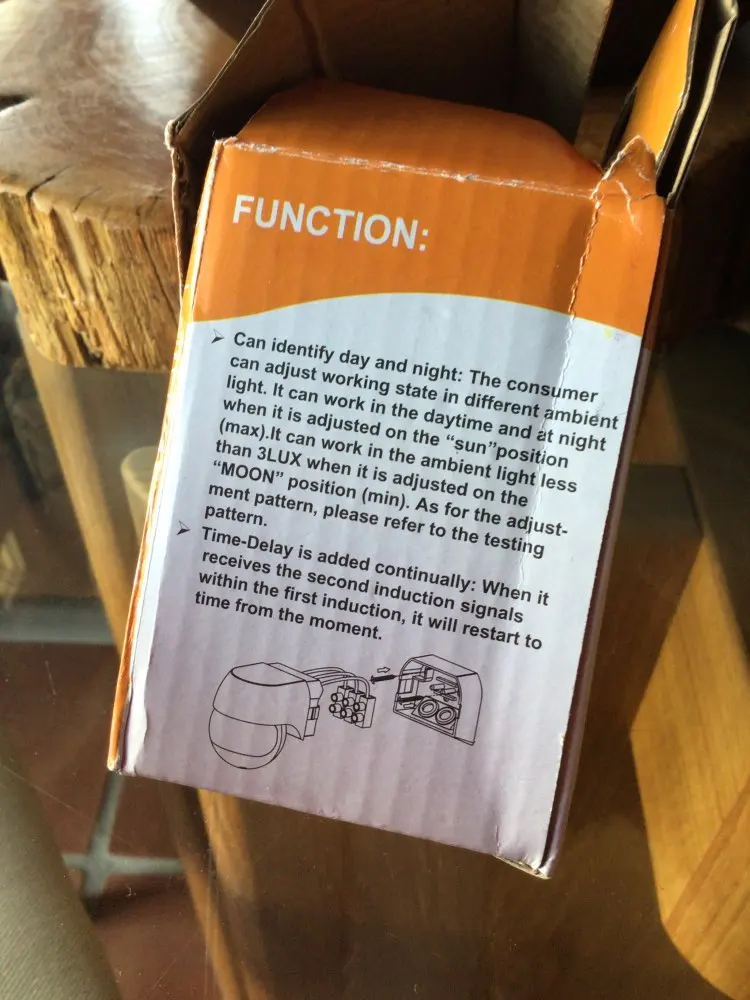 FUNCTION:
➢ Can identify day and night: The consumer
can adjust working state in different ambient
light. It can work in the daytime and at night
when it is adjusted on the “sun”position
(max).It can work in the ambient light less
than 3LUX when it is adjusted on the
“MOON” position (min). As for the adjust-
ment pattern, please refer to the testing
pattern.
➢ Time-Delay is added continually: When it
receives the second induction signals
within the first induction, it will restart to
time from the moment.